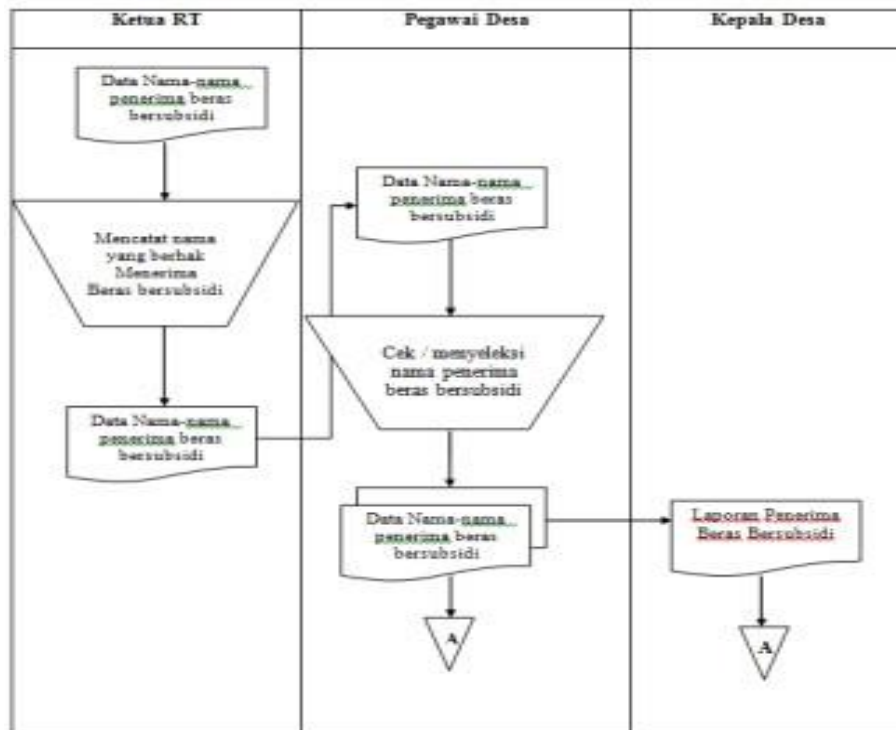 Ketua RT
Pegawai Desa
Kepala Desa
Data Nama-nama
penerima beras
bersubsidi
Mencatat nama
yang berhak
Menerima
Beras bersubsidi
Data Nama-nama
penerima beras
bersubsidi
Data Nama-nama
penerima beras
bersubsidi
Cek / menyeleksi
nama penerima
beras bersubsidi
Data Nama-nama
penerima beras
bersubsidi
A
Laporan Penerima
Beras Bersubsidi
A